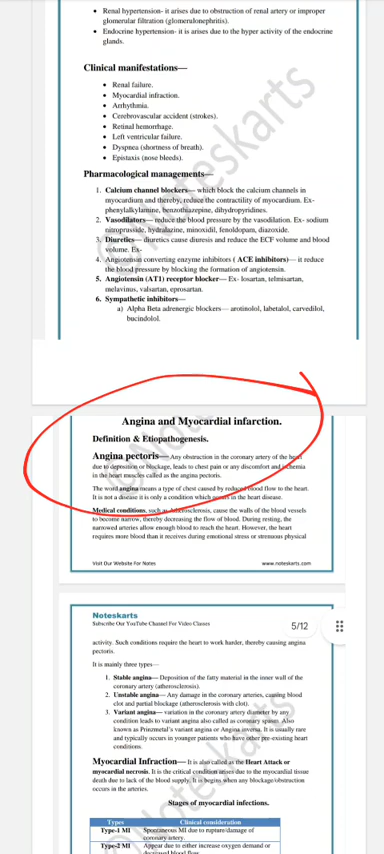 • Renal hypertension- it arises due to obstruction of renal artery or improper
glomerular filtration (glomerulonephritis).
• Endocrine hypertension- it is arises due to the hyper activity of the endocrine
glands.
Clinical manifestations—
• Renal failure.
• Myocardial infraction.
• Arrhythmia.
• Cerebrovascular accident (strokes).
• Retinal hemorrhage.
• Left ventricular failure.
• Dyspnea (shortness of breath).
• Epistaxis (nose bleeds).
Pharmacological managements—
1. Calcium channel blockers— which block the calcium channels in
myocardium and thereby, reduce the contractility of myocardium. Ex-
phenylalkylamine, benzothiazepine, dihydropyridines.
2. Vasodilators— reduce the blood pressure by the vasodilation. Ex- sodium
nitroprusside, hydralazine, minoxidil, fenoldopam, diazoxide.
3. Diuretics— diuretics cause diuresis and reduce the ECF volume and blood
volume. Ex-
4. Angiotensin converting enzyme inhibitors ( ACE inhibitors)— it reduce
the blood pressure by blocking the formation of angiotensin.
5. Angiotensin (AT1) receptor blocker— Ex- losartan, telmisartan,
melavinus, valsartan, eprosartan.
6. Sympathetic inhibitors—
a) Alpha Beta adrenergic blockers— arotinolol, labetalol, carvedilol,
bucindolol.
©Noteskarts
Angina and Myocardial infarction.
Definition & Etiopathogenesis.
Angina pectoris— Any obstruction in the coronary artery of the heart
due to deposition or blockage, leads to chest pain or any discomfort and ischemia
in the heart muscles called as the angina pectoris.
The word angina means a type of chest caused by reduced blood flow to the heart.
It is not a disease it is only a condition which occurs in the heart disease.
Medical conditions, such as atherosclerosis, cause the walls of the blood vessels
to become narrow, thereby decreasing the flow of blood. During resting, the
narrowed arteries allow enough blood to reach the heart. However, the heart
requires more blood than it receives during emotional stress or strenuous physical
Visit Our Website For Notes www.noteskarts.com
Noteskarts
Subscribe Our YouTube Channel For Video Classes
5/12
activity. Such conditions require the heart to work harder, thereby causing angina
pectoris.
It is mainly three types—
1. Stable angina— Deposition of the fatty material in the inner wall of the
coronary artery (atherosclerosis).
2. Unstable angina— Any damage in the coronary arteries, causing blood
clot and partial blockage (atherosclerosis with clot).
3. Variant angina— variation in the coronary artery diameter by any
condition leads to variant angina also called as coronary spasm. Also
known as Prinzmetal's variant angina or Angina inversa. It is usually rare
and typically occurs in younger patients who have other pre-existing heart
conditions.
Myocardial Infraction— It is also called as the Heart Attack or
myocardial necrosis. It is the critical condition arises due to the myocardial tissue
death due to lack of the blood supply. It is begins when any blockage/obstruction
occurs in the arteries.
Stages of myocardial infections.
Types Clinical consideration
Type-1 MI Spontaneous MI due to rupture/damage of
coronary artery.
Type-2 MI Appear due to either increase oxygen demand or
decreased blood flow